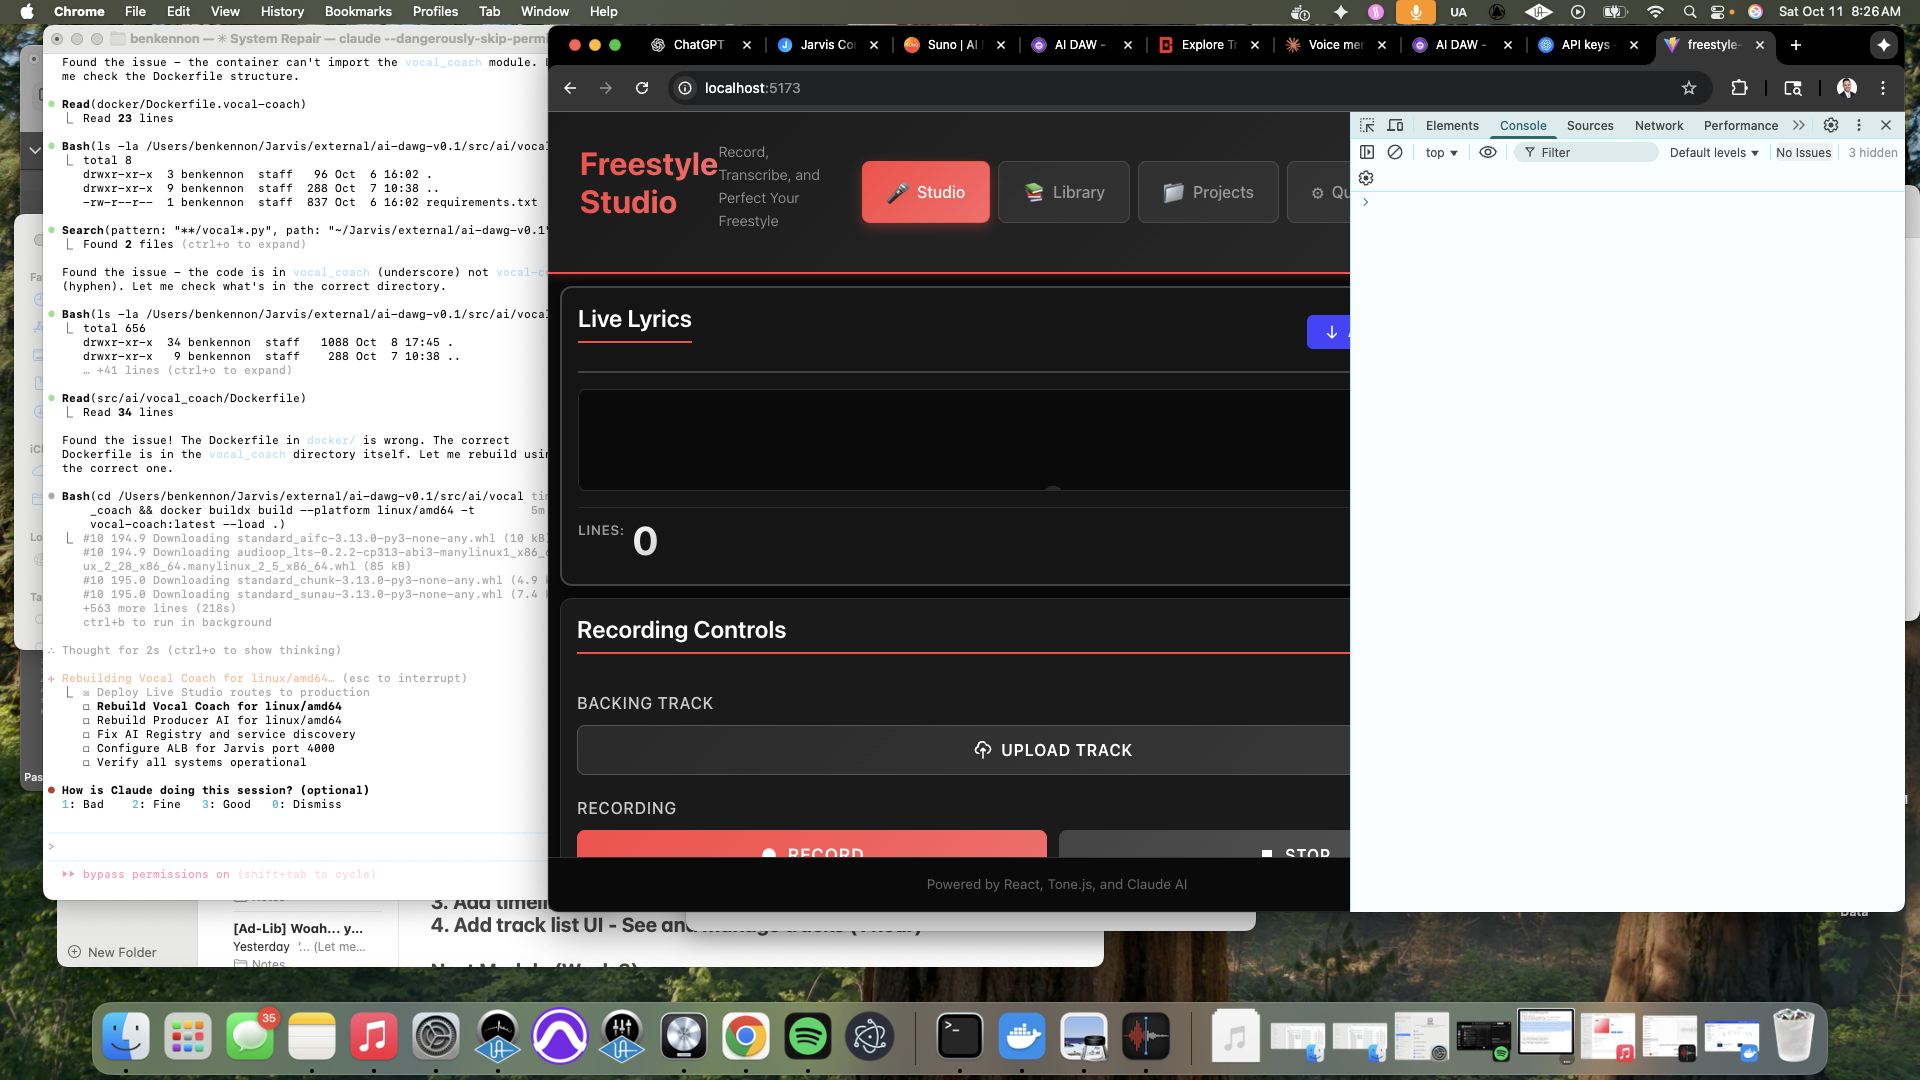 Chrome File Edit View History Bookmarks Profiles Tab Window Help
UA
Sat Oct 11 8:26 AM
benkennon — ✳ System Repair — claude --dangerously-skip-permi
Found the issue – the container can't import the vocal_coach module. L
me check the Dockerfile structure.
Read(docker/Dockerfile.vocal-coach)
Read 23 lines
Bash(ls -la /Users/benkennon/Jarvis/external/ai-dawg-v0.1/src/ai/vocal
total 8
drwxr-xr-x 3 benkennon staff 96 Oct 6 16:02 .
drwxr-xr-x 9 benkennon staff 288 Oct 7 10:38 ..
-rw-r--r-- 1 benkennon staff 837 Oct 6 16:02 requirements.txt
Search(pattern: "**/vocal*.py", path: "~/Jarvis/external/ai-dawg-v0.1"
Found 2 files (ctrl+o to expand)
Found the issue – the code is in vocal_coach (underscore) not vocal-co
(hyphen). Let me check what's in the correct directory.
Bash(ls -la /Users/benkennon/Jarvis/external/ai-dawg-v0.1/src/ai/vocal
total 656
drwxr-xr-x 34 benkennon staff 1088 Oct 8 17:45 .
drwxr-xr-x 9 benkennon staff 288 Oct 7 10:38 ..
… +41 lines (ctrl+o to expand)
Read(src/ai/vocal_coach/Dockerfile)
Read 34 lines
Found the issue! The Dockerfile in docker/ is wrong. The correct
Dockerfile is in the vocal_coach directory itself. Let me rebuild usin
the correct one.
Bash(cd /Users/benkennon/Jarvis/external/ai-dawg-v0.1/src/ai/vocal tim
_coach && docker buildx build --platform linux/amd64 -t 5m
vocal-coach:latest --load .)
#10 194.9 Downloading standard_aifc-3.13.0-py3-none-any.whl (10 kB)
#10 194.9 Downloading audioop_lts-0.2.2-cp313-abi3-manylinux1_x86_6
ux_2_28_x86_64.manylinux_2_5_x86_64.whl (85 kB)
#10 195.0 Downloading standard_chunk-3.13.0-py3-none-any.whl (4.9 k
#10 195.0 Downloading standard_sunau-3.13.0-py3-none-any.whl (7.4 k
+563 more lines (218s)
ctrl+b to run in background
∴ Thought for 2s (ctrl+o to show thinking)
+ Rebuilding Vocal Coach for linux/amd64… (esc to interrupt)
☒ Deploy Live Studio routes to production
☐ Rebuild Vocal Coach for linux/amd64
☐ Rebuild Producer AI for linux/amd64
☐ Fix AI Registry and service discovery
☐ Configure ALB for Jarvis port 4000
☐ Verify all systems operational
How is Claude doing this session? (optional)
1: Bad 2: Fine 3: Good 0: Dismiss
>
bypass permissions on (shift+tab to cycle)
Fa
iCl
Lo
Ta
Pas
ChatGPT
Jarvis Co
Suno | AI
AI DAW -
Explore Tr
Voice mer
AI DAW -
API keys -
freestyle-
localhost:5173
Freestyle
Studio
Record,
Transcribe, and
Perfect Your
Freestyle
🎤 Studio
📚 Library
📁 Projects
⚙ Qu
Live Lyrics
LINES: 0
Recording Controls
BACKING TRACK
UPLOAD TRACK
RECORDING
RECORD
STOP
Powered by React, Tone.js, and Claude AI
Elements Console Sources Network Performance
top
Filter
Default levels
No Issues
3 hidden
3. Add timeli
4. Add track list UI - See and manage tracks (1 hour)
[Ad-Lib] Woah... y...
Yesterday '... (Let me...
Notes
New Folder
Data
35